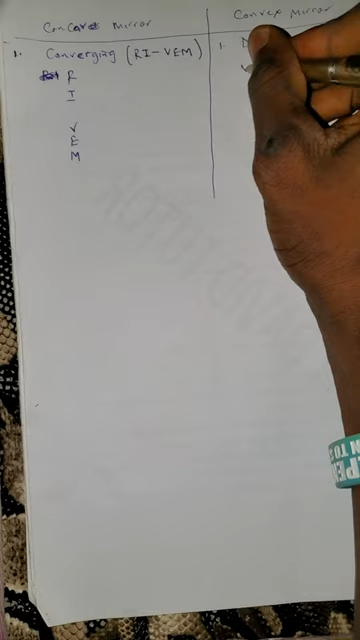 Concave Mirror
Convex Mirror
1. Converging (RI-VEM)
1. D
R
I
V
E
M
V